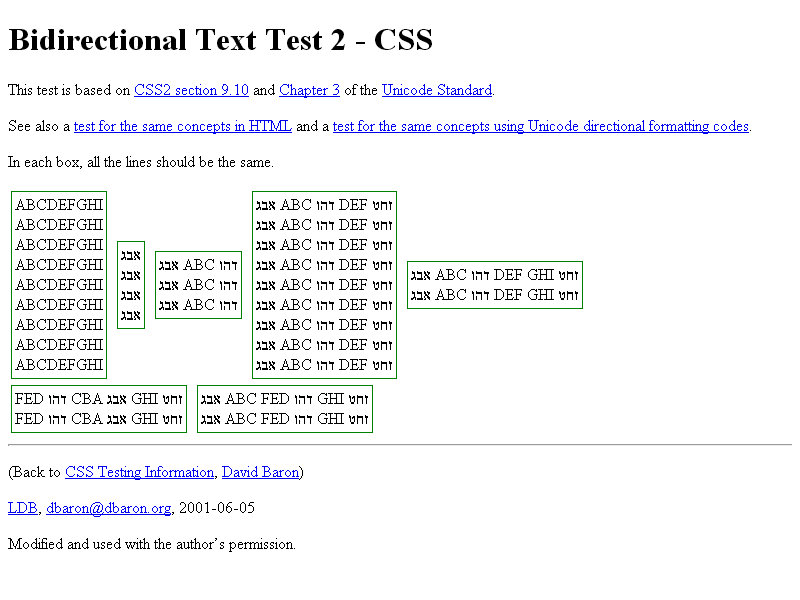 Bidirectional Text Test 2 - CSS
This test is based on CSS2 section 9.10 and Chapter 3 of the Unicode Standard.
See also a test for the same concepts in HTML and a test for the same concepts using Unicode directional formatting codes.
In each box, all the lines should be the same.
ABCDEFGHI
ABCDEFGHI
ABCDEFGHI
ABCDEFGHI
ABCDEFGHI
ABCDEFGHI
ABCDEFGHI
ABCDEFGHI
ABCDEFGHI
אבג
אבג
אבג
אבג
אבג ABC דהו
אבג ABC דהו
אבג ABC דהו
אבג ABC דהו DEF זחט
אבג ABC דהו DEF זחט
אבג ABC דהו DEF זחט
אבג ABC דהו DEF זחט
אבג ABC דהו DEF זחט
אבג ABC דהו DEF זחט
אבג ABC דהו DEF זחט
אבג ABC דהו DEF זחט
אבג ABC דהו DEF זחט
אבג ABC דהו DEF GHI זחט
אבג ABC דהו DEF GHI זחט
FED דהו CBA אבג GHI זחט
FED דהו CBA אבג GHI זחט
אבג ABC FED דהו GHI זחט
אבג ABC FED דהו GHI זחט
(Back to CSS Testing Information, David Baron)
LDB, dbaron@dbaron.org, 2001-06-05
Modified and used with the author’s permission.